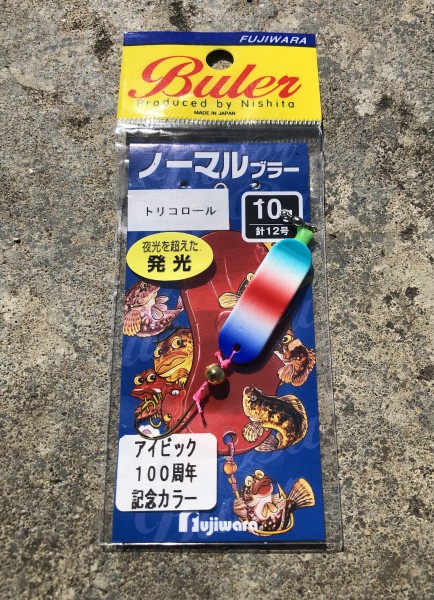 FUJIWARA
Buler
Produced by Nishita
MADE IN JAPAN
ノーマルブラー
トリコロール
10
針12号
夜光を超えた
発光
アイビック
100周年
記念カラー
Fujiwara